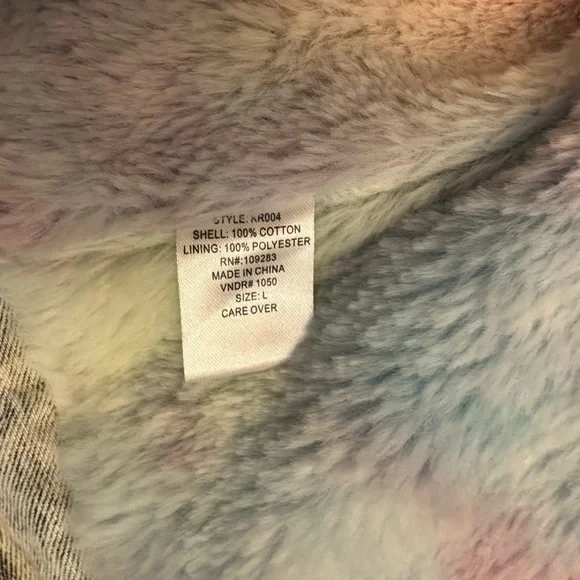 STYLE: KR004
SHELL: 100% COTTON
LINING: 100% POLYESTER
RN#:109283
MADE IN CHINA
VNDR# 1050
SIZE: L
CARE OVER